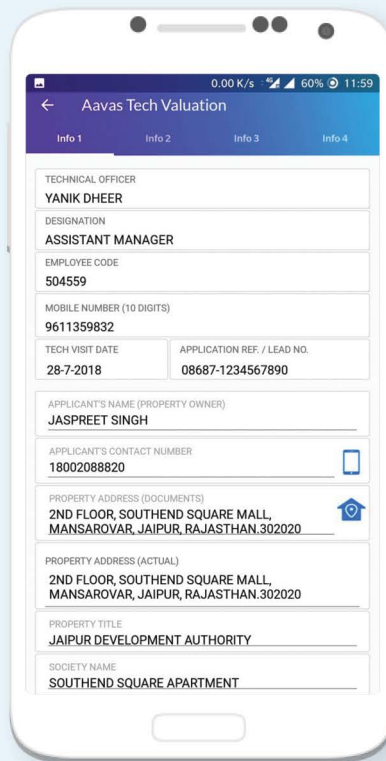 0.00 K/s 4G 60% 11:59
Aavas Tech Valuation
Info 1 Info 2 Info 3 Info 4
TECHNICAL OFFICER
YANIK DHEER
DESIGNATION
ASSISTANT MANAGER
EMPLOYEE CODE
504559
MOBILE NUMBER (10 DIGITS)
9611359832
TECH VISIT DATE APPLICATION REF. / LEAD NO.
28-7-2018 08687-1234567890
APPLICANT'S NAME (PROPERTY OWNER)
JASPREET SINGH
APPLICANT'S CONTACT NUMBER
18002088820
PROPERTY ADDRESS (DOCUMENTS)
2ND FLOOR, SOUTHEND SQUARE MALL,
MANSAROVAR, JAIPUR, RAJASTHAN.302020
PROPERTY ADDRESS (ACTUAL)
2ND FLOOR, SOUTHEND SQUARE MALL,
MANSAROVAR, JAIPUR, RAJASTHAN.302020
PROPERTY TITLE
JAIPUR DEVELOPMENT AUTHORITY
SOCIETY NAME
SOUTHEND SQUARE APARTMENT